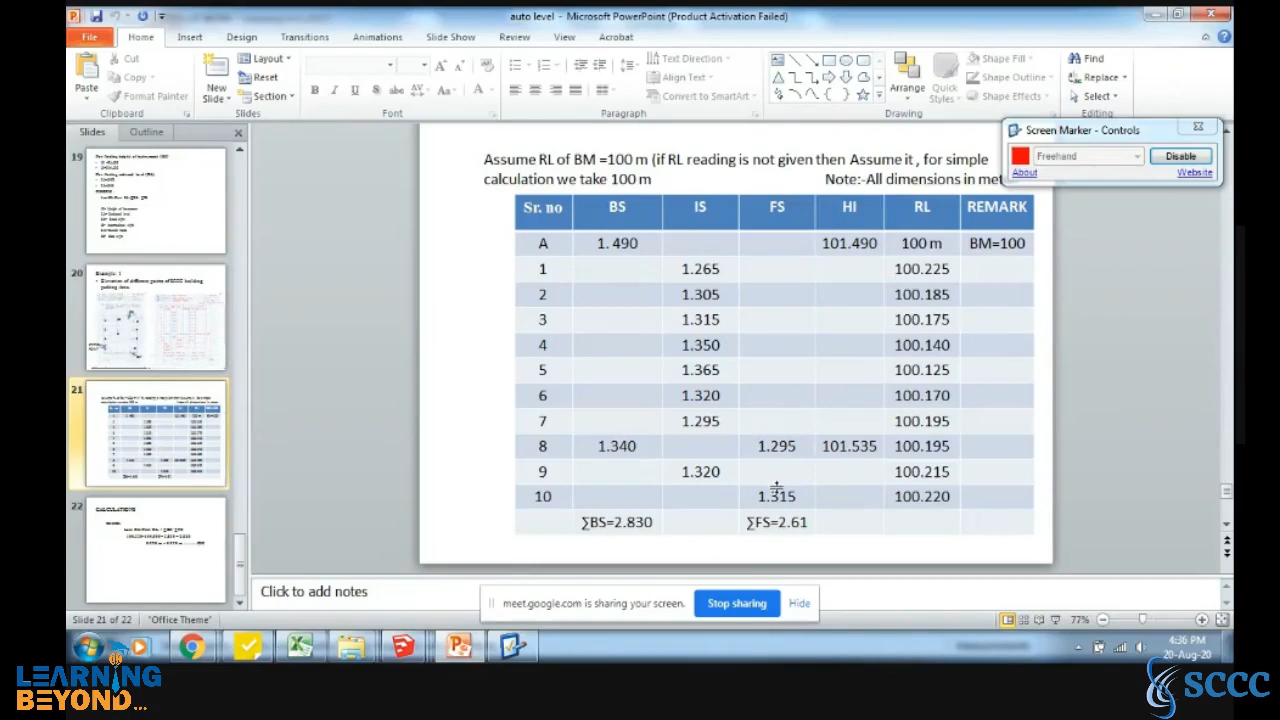 auto level - Microsoft PowerPoint (Product Activation Failed)
File Home Insert Design Transitions Animations Slide Show Review View Acrobat
Cut Layout Text Direction Shape Fill Find
Paste Copy New Slide Reset Align Text Arrange Quick Styles Shape Outline Replace
Format Painter Section Convert to SmartArt Shape Effects Select
Clipboard Slides Font Paragraph Drawing Editing
Slides Outline
Screen Marker - Controls
Freehand Disable
About Website
19
20
Example: 1
21
22
CALCULATIONS
Assume RL of BM =100 m (if RL reading is not given then Assume it , for simp
calculation we take 100 m Note:-All dimensions in met
Sr. no BS IS FS HI RL REMARK
A 1. 490 101.490 100 m BM=100
1 1.265 100.225
2 1.305 100.185
3 1.315 100.175
4 1.350 100.140
5 1.365 100.125
6 1.320 100.170
7 1.295 100.195
8 1.340 1.295 101.535 100.195
9 1.320 100.215
10 1.315 100.220
∑BS=2.830 ∑FS=2.61
Click to add notes
meet.google.com is sharing your screen. Stop sharing Hide
Slide 21 of 22 "Office Theme" 77%
4:36 PM
20-Aug-20
LEARNING
BEYOND...
SCCC